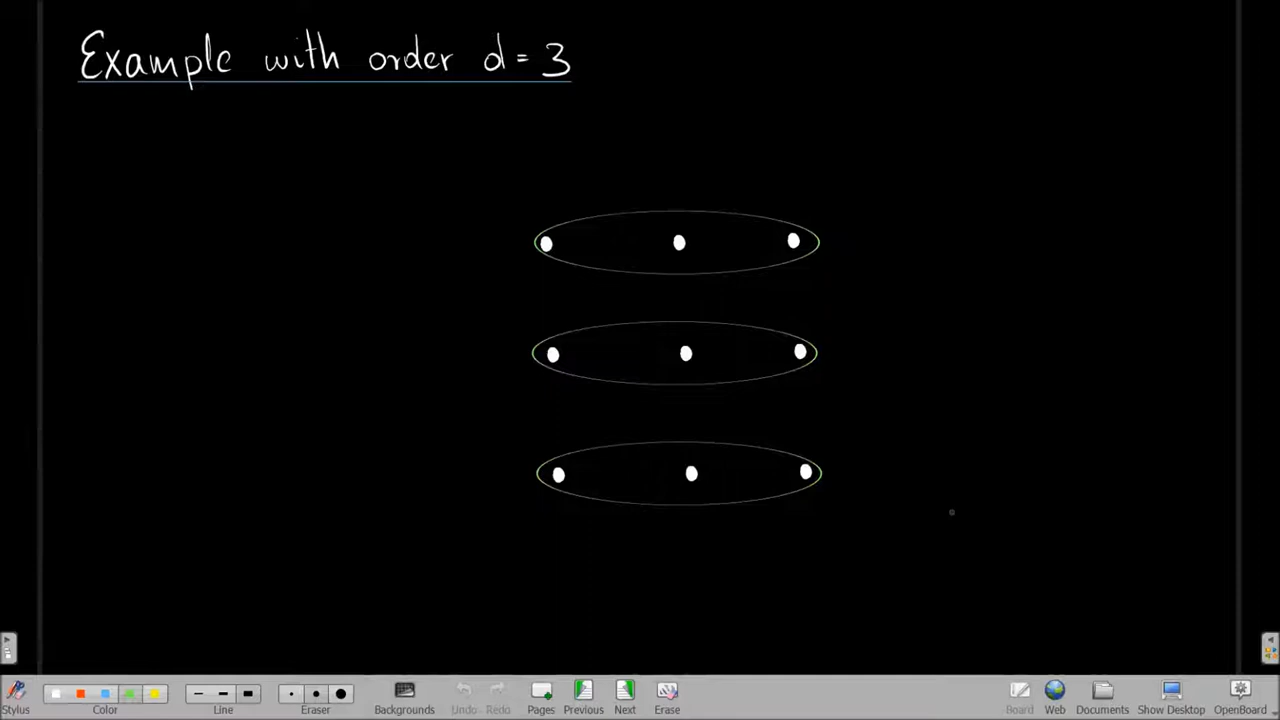 Example with order d = 3
Stylus
Color
Line
Eraser
Backgrounds
Undo
Redo
Pages
Previous
Next
Erase
Board
Web
Documents
Show Desktop
OpenBoard